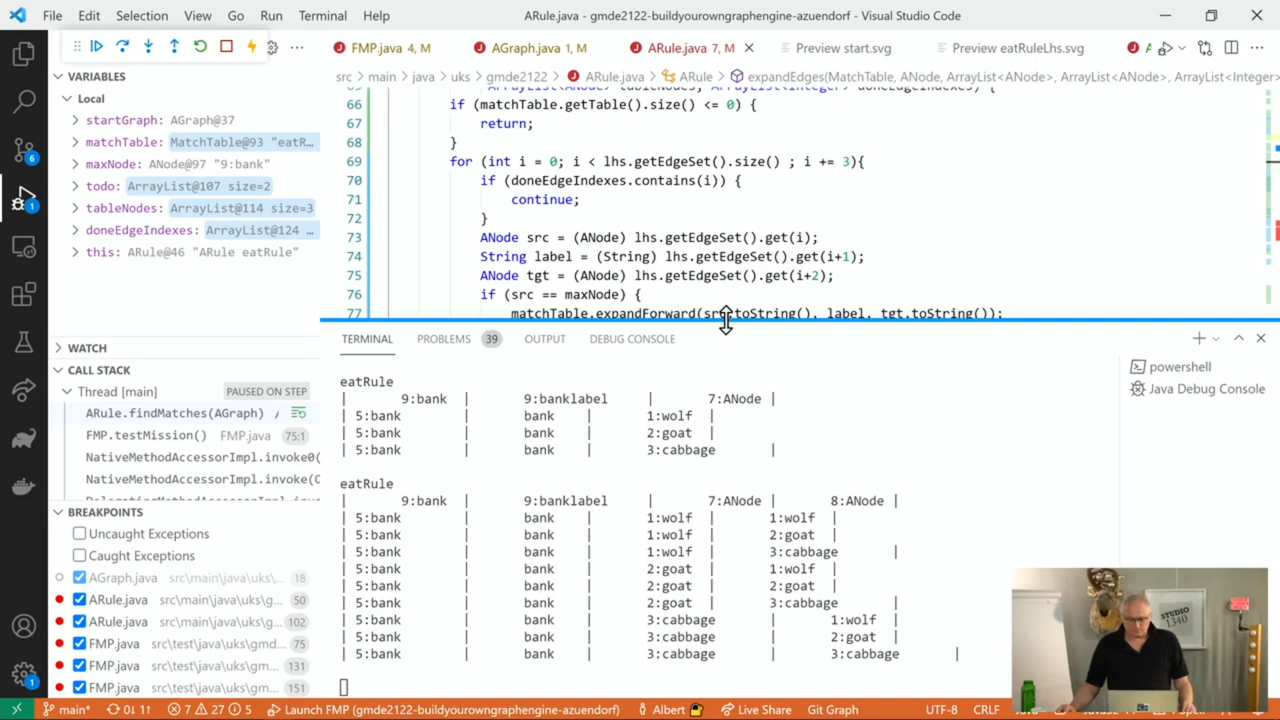 File Edit Selection View Go Run Terminal Help ARule.java - gmde2122-buildyourowngraphengine-azuendorf - Visual Studio Code
FMP.java 4, M AGraph.java 1, M ARule.java 7, M Preview start.svg Preview eatRuleLhs.svg
src > main > java > uks > gmde2122 > ARule.java > ARule > expandEdges(MatchTable, ANode, ArrayList<ANode>, ArrayList<ANode>, ArrayList<Integer>
VARIABLES
Local
startGraph: AGraph@37
matchTable: MatchTable@93 "eatR...
maxNode: ANode@97 "9:bank"
todo: ArrayList@107 size=2
tableNodes: ArrayList@114 size=3
doneEdgeIndexes: ArrayList@124 ...
this: ARule@46 "ARule eatRule"
WATCH
CALL STACK
Thread [main] PAUSED ON STEP
ARule.findMatches(AGraph)
FMP.testMission() FMP.java 75:1
NativeMethodAccessorImpl.invoke0(
NativeMethodAccessorImpl.invoke(
BREAKPOINTS
Uncaught Exceptions
Caught Exceptions
AGraph.java src\main\java\uks\... 18
ARule.java src\main\java\uks\g... 50
ARule.java src\main\java\uks\g... 102
FMP.java src\test\java\uks\gmd... 75
FMP.java src\test\java\uks\gm... 131
FMP.java src\test\java\uks\gm... 151
66 if (matchTable.getTable().size() <= 0) {
67 return;
68 }
69 for (int i = 0; i < lhs.getEdgeSet().size() ; i += 3){
70 if (doneEdgeIndexes.contains(i)) {
71 continue;
72 }
73 ANode src = (ANode) lhs.getEdgeSet().get(i);
74 String label = (String) lhs.getEdgeSet().get(i+1);
75 ANode tgt = (ANode) lhs.getEdgeSet().get(i+2);
76 if (src == maxNode) {
77 matchTable.expandForward(src.toString(), label, tgt.toString());
TERMINAL PROBLEMS 39 OUTPUT DEBUG CONSOLE
powershell
Java Debug Console
eatRule
| 9:bank | 9:banklabel | 7:ANode |
| 5:bank | bank | 1:wolf |
| 5:bank | bank | 2:goat |
| 5:bank | bank | 3:cabbage |
eatRule
| 9:bank | 9:banklabel | 7:ANode | 8:ANode |
| 5:bank | bank | 1:wolf | 1:wolf |
| 5:bank | bank | 1:wolf | 2:goat |
| 5:bank | bank | 1:wolf | 3:cabbage |
| 5:bank | bank | 2:goat | 1:wolf |
| 5:bank | bank | 2:goat | 2:goat |
| 5:bank | bank | 2:goat | 3:cabbage |
| 5:bank | bank | 3:cabbage | 1:wolf |
| 5:bank | bank | 3:cabbage | 2:goat |
| 5:bank | bank | 3:cabbage | 3:cabbage |
STUDIO
1340
main* 0↓ 1↑ 7 27 5 Launch FMP (gmde2122-buildyourowngraphengine-azuendorf) Albert Live Share Git Graph UTF-8 CRLF